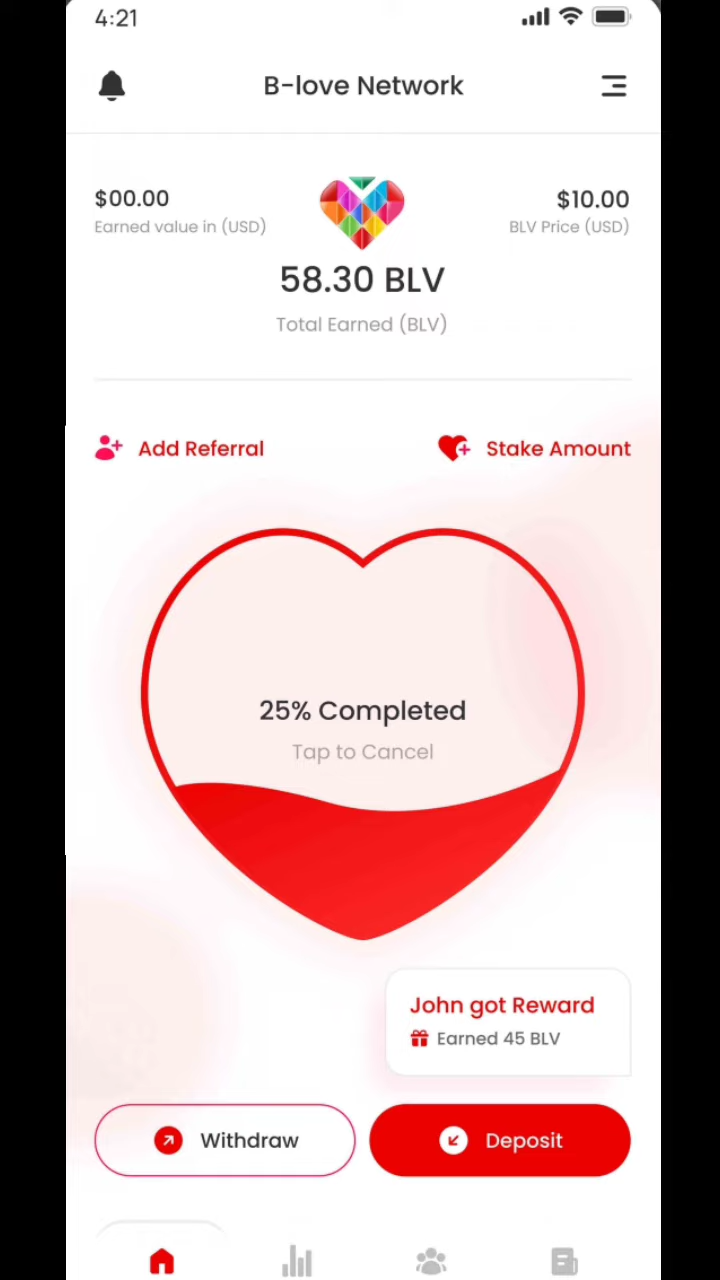 4:21
B-love Network
$00.00
Earned value in (USD)
$10.00
BLV Price (USD)
58.30 BLV
Total Earned (BLV)
Add Referral
Stake Amount
25% Completed
Tap to Cancel
John got Reward
Earned 45 BLV
Withdraw
Deposit